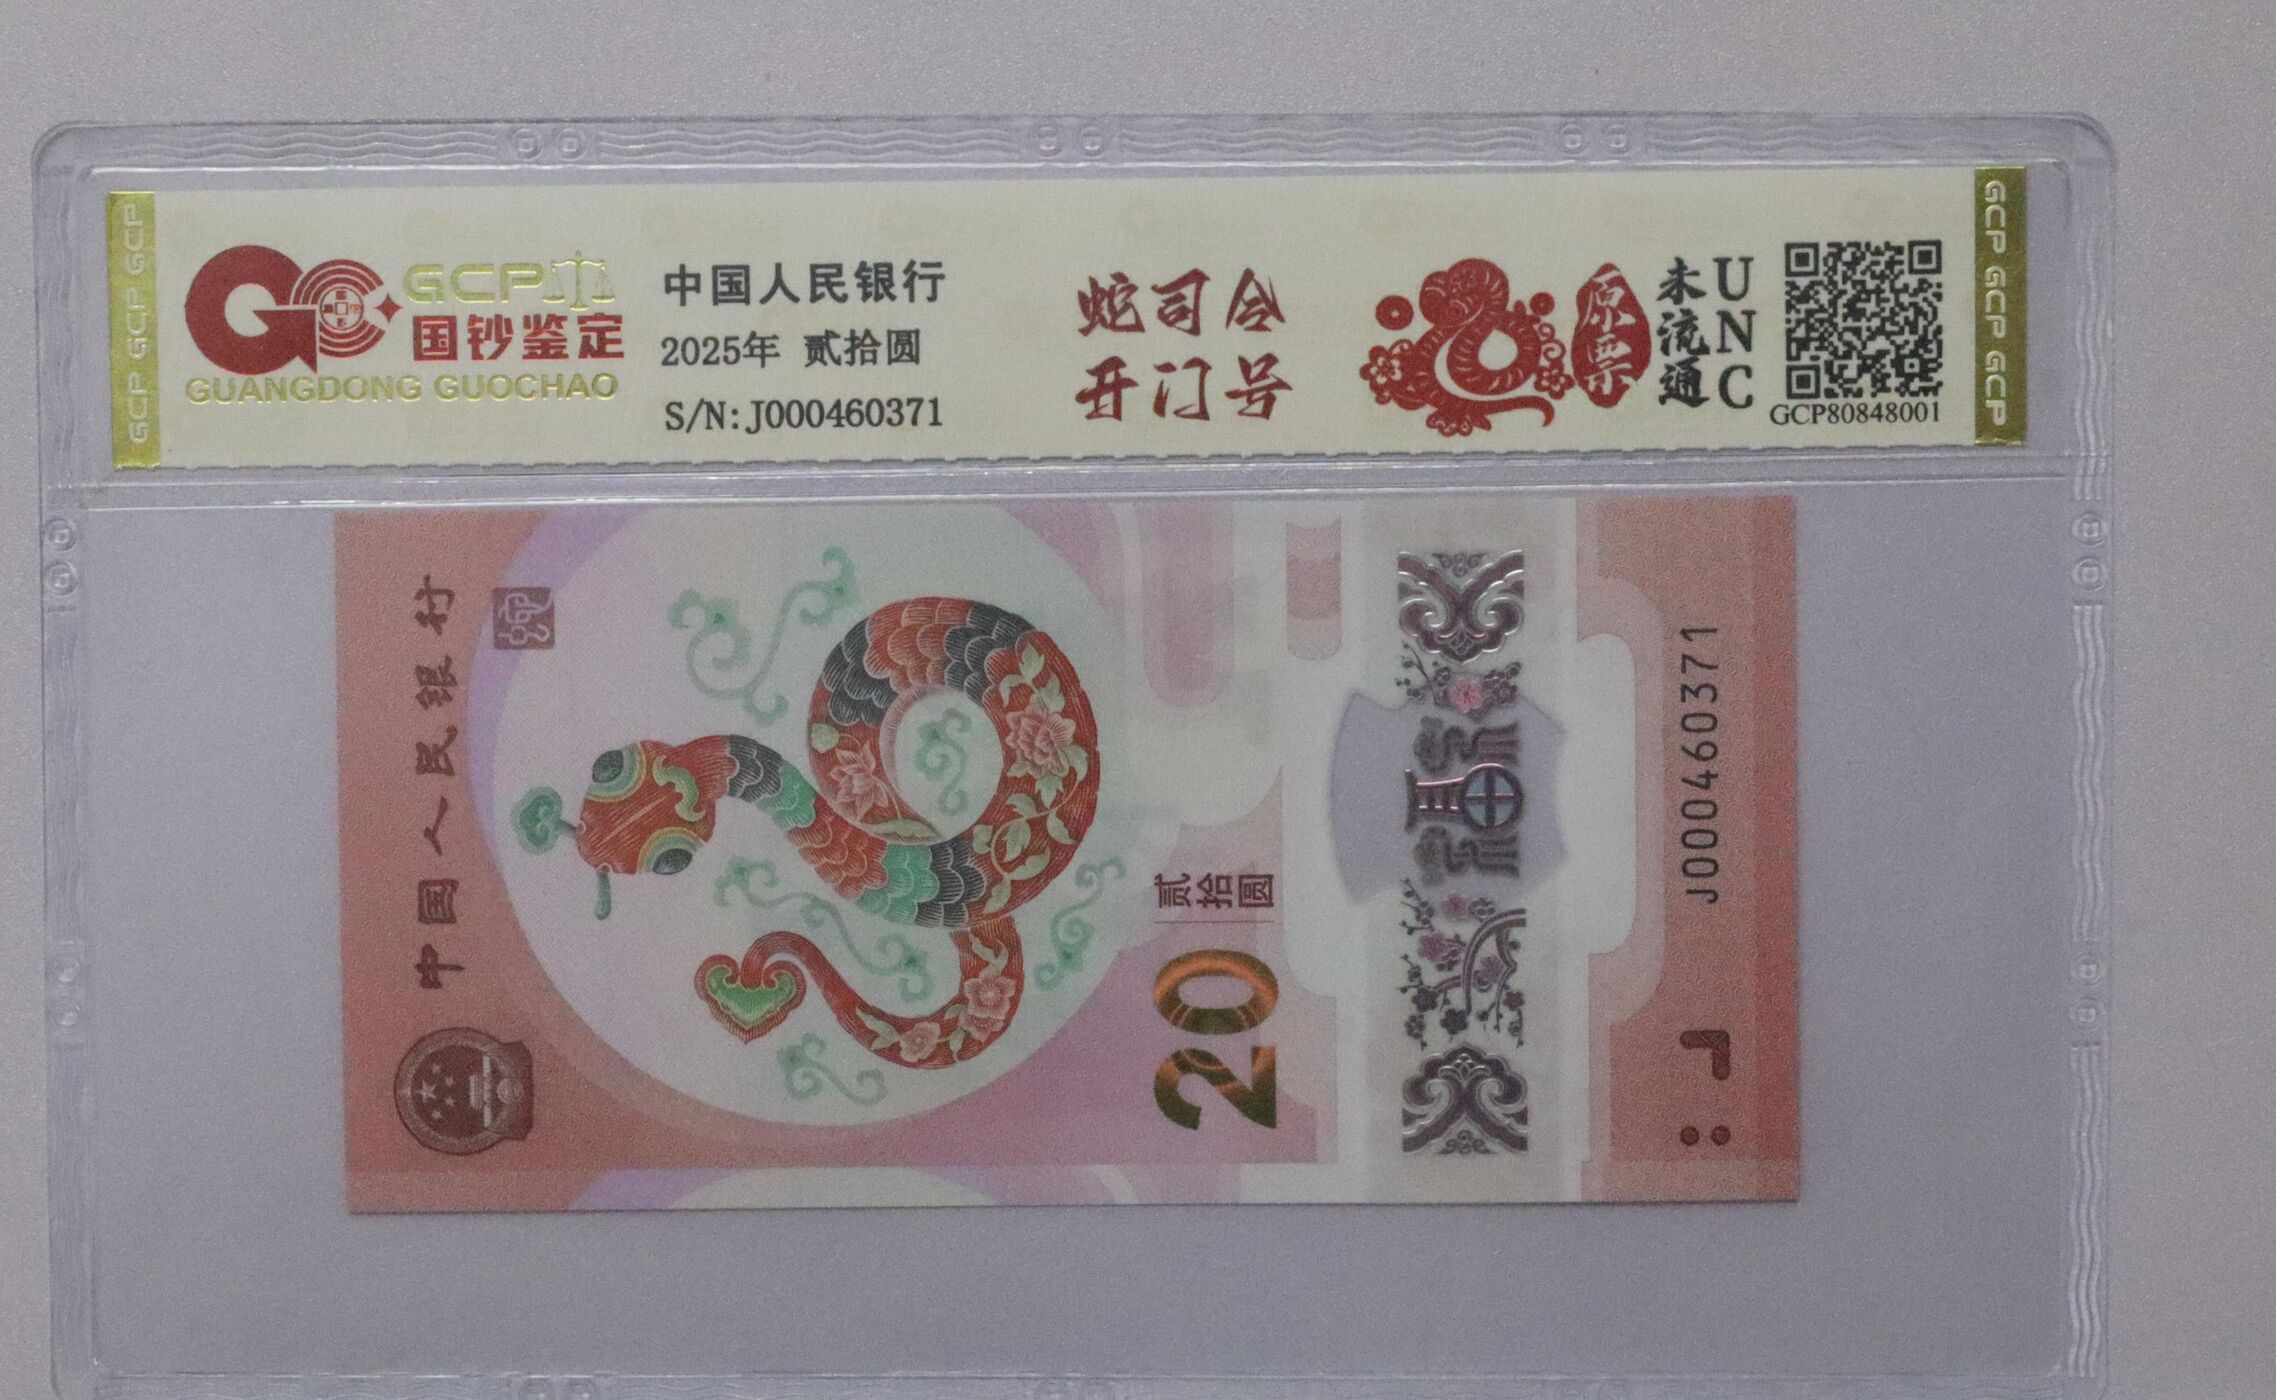 GCP GCP GCP
GCP
国钞鉴定
GUANGDONG GUOCHAO
中国人民银行
2025年 贰拾圆
S/N:J000460371
蛇司令
开门号
原票
未流通
UNC
GCP80848001
GCP GCP GCP
中国人民银行
20
贰拾圆
福
J000460371